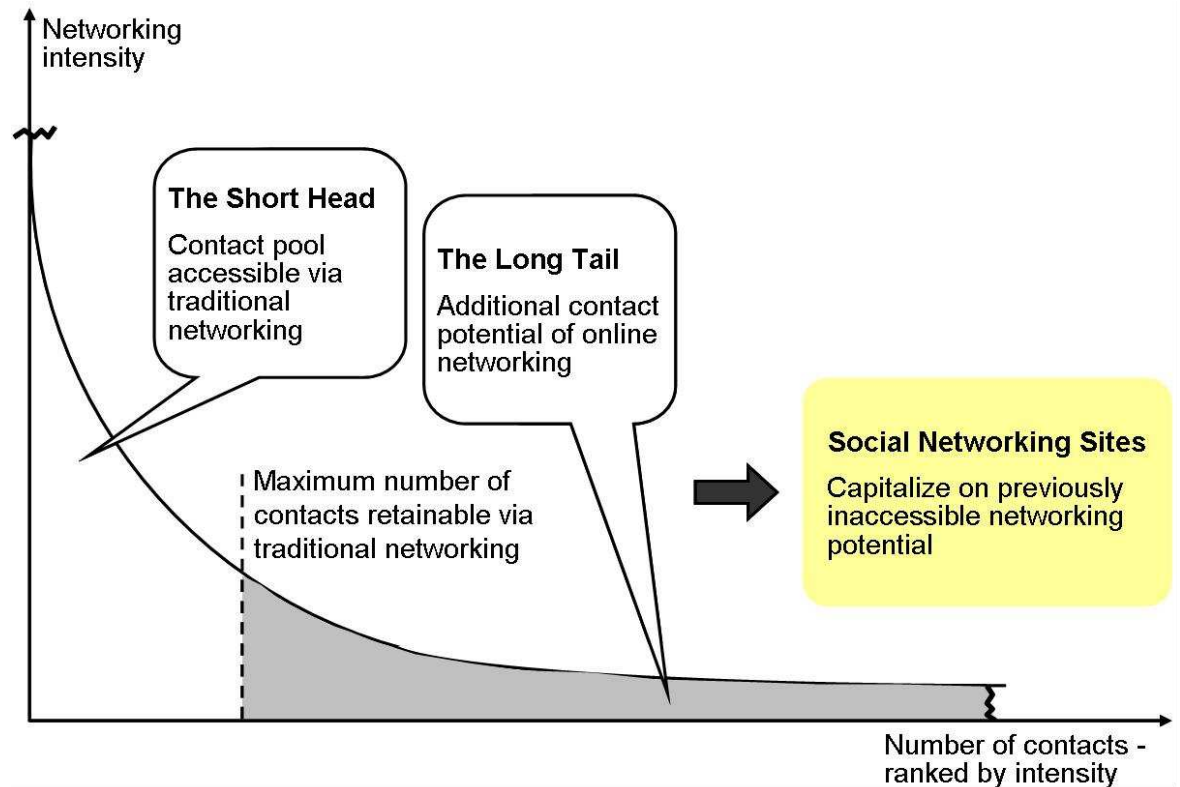 Networking
intensity
The Short Head
Contact pool
accessible via
traditional
networking
The Long Tail
Additional contact
potential of online
networking
Maximum number of
contacts retainable via
traditional networking
Social Networking Sites
Capitalize on previously
inaccessible networking
potential
Number of contacts -
ranked by intensity